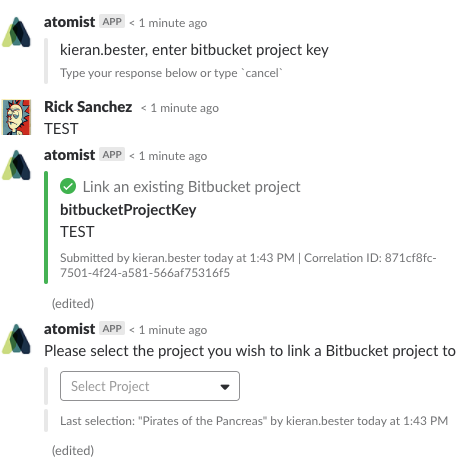 atomist APP < 1 minute ago
kieran.bester, enter bitbucket project key
Type your response below or type `cancel`
Rick Sanchez < 1 minute ago
TEST
atomist APP < 1 minute ago
Link an existing Bitbucket project
bitbucketProjectKey
TEST
Submitted by kieran.bester today at 1:43 PM | Correlation ID: 871cf8fc-
7501-4f24-a581-566af75316f5
(edited)
atomist APP < 1 minute ago
Please select the project you wish to link a Bitbucket project to
Select Project
Last selection: "Pirates of the Pancreas" by kieran.bester today at 1:43 PM
(edited)